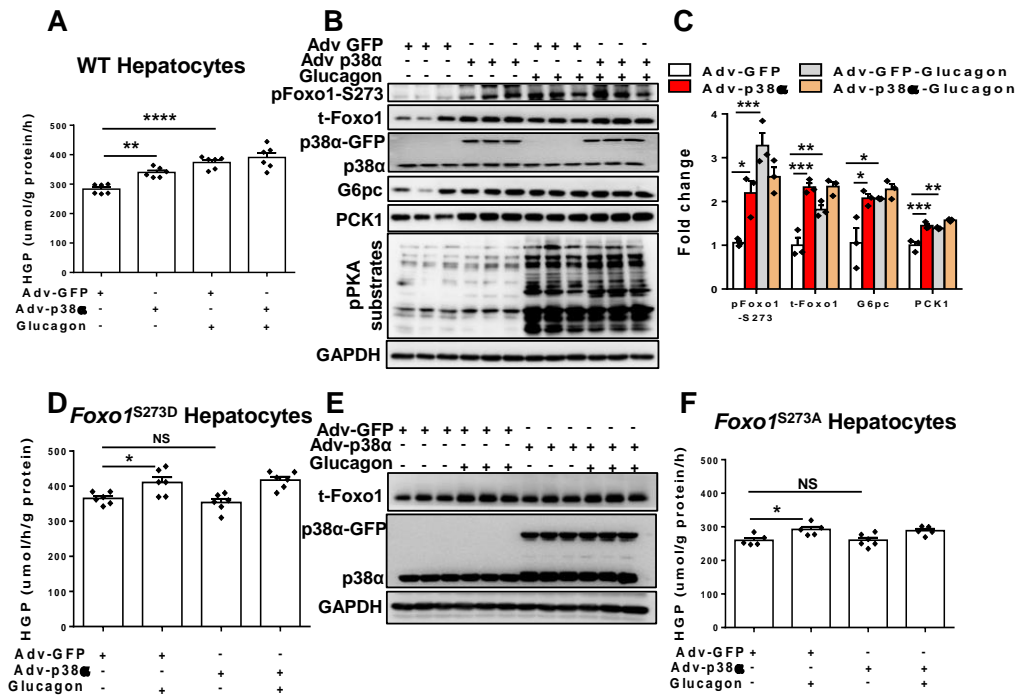 A
WT Hepatocytes
****
**
HGP (umol/g protein/h)
500
400
300
200
100
0
Adv-GFP + - + -
Adv-p38α - + - +
Glucagon - - + +
B
Adv GFP + + + - - - + + + - - -
Adv p38α - - - + + + - - - + + +
Glucagon - - - - - - + + + + + +
pFoxo1-S273
t-Foxo1
p38α-GFP
p38α
G6pc
PCK1
pPKA
substrates
GAPDH
C
Adv-GFP Adv-GFP-Glucagon
Adv-p38α Adv-p38α-Glucagon
Fold change
4
3
2
1
0
***
*
**
***
*
*
**
***
pFoxo1 t-Foxo1 G6pc PCK1
-S273
D
Foxo1S273D Hepatocytes
NS
*
HGP (umol/h/g protein)
500
400
300
200
100
0
Adv-GFP + + - -
Adv-p38α - - + +
Glucagon - + - +
E
Adv-GFP + + + + + + - - - - - -
Adv-p38α - - - - - - + + + + + +
Glucagon - - - + + + - - - + + +
t-Foxo1
p38α-GFP
p38α
GAPDH
F
Foxo1S273A Hepatocytes
NS
*
HGP (umol/g protein/h)
500
400
300
200
100
0
Adv-GFP + + - -
Adv-p38α - - + +
Glucagon - + - +